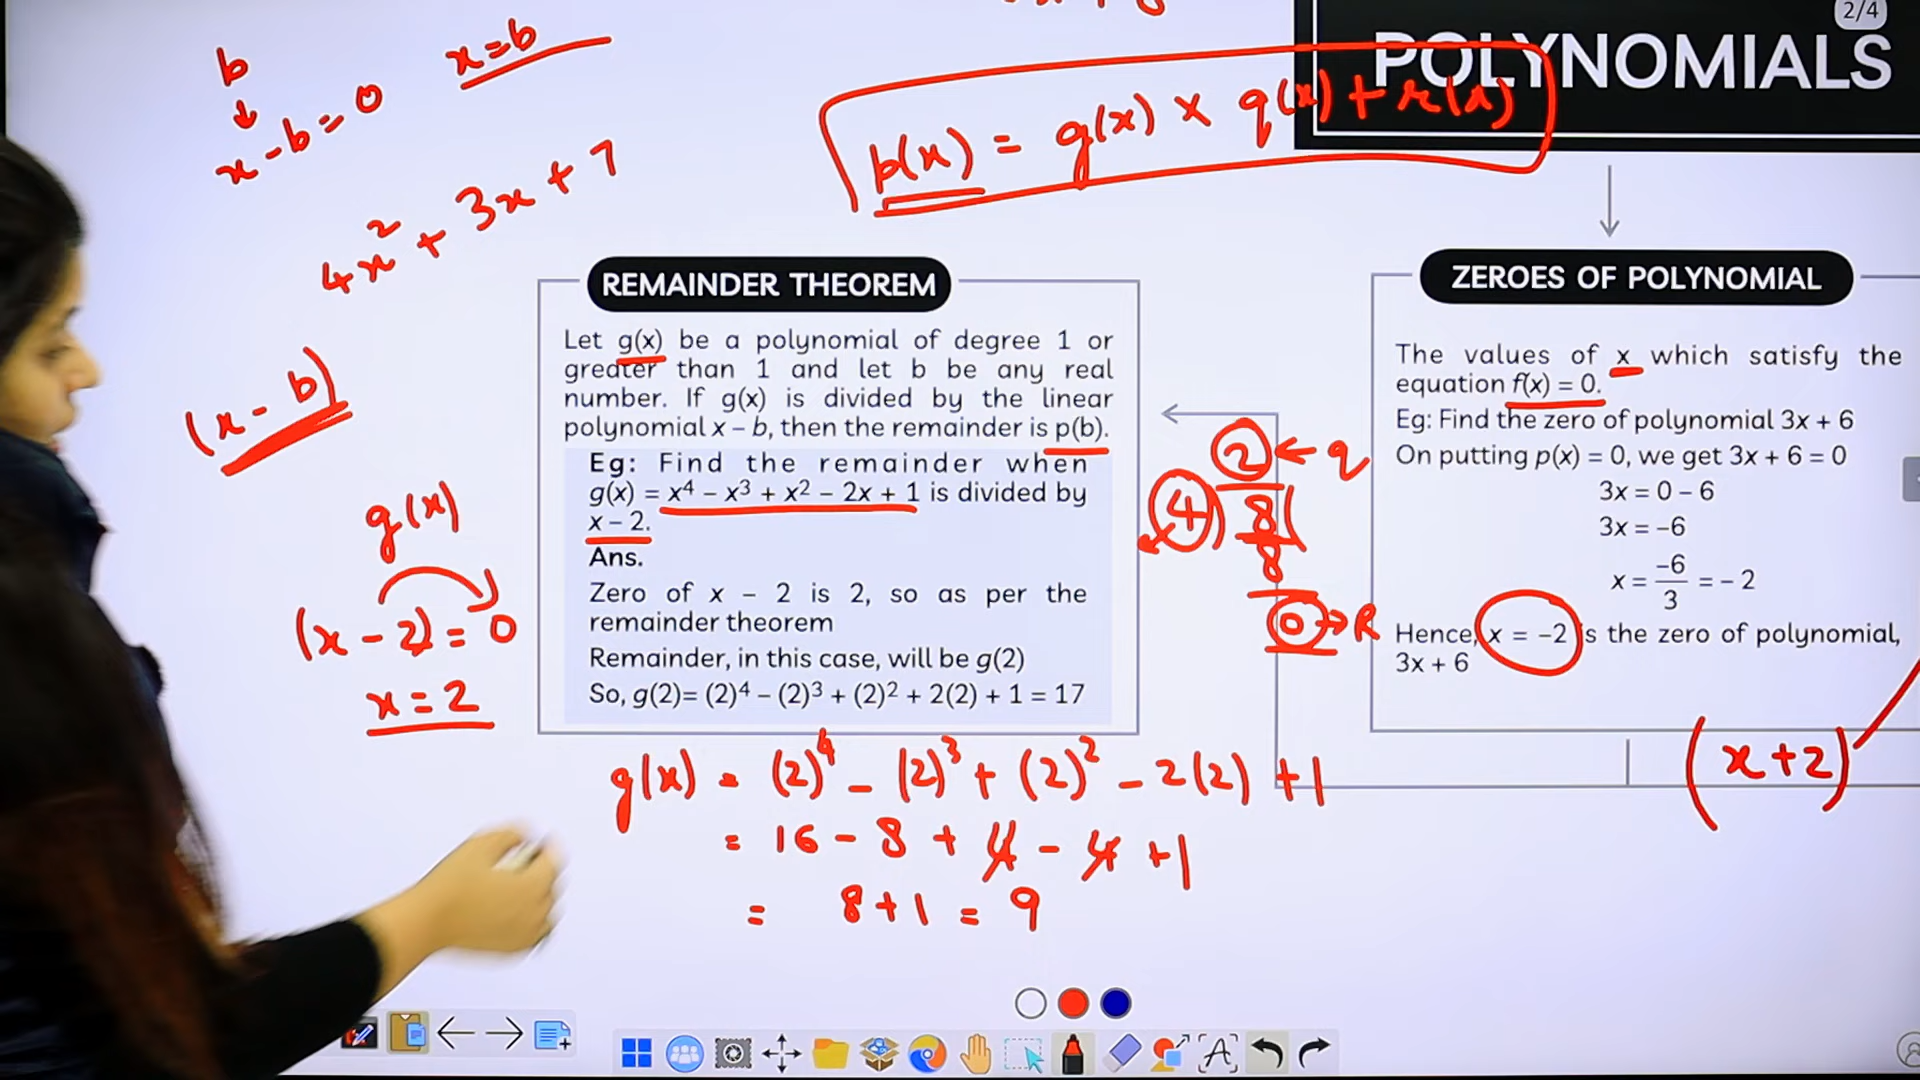 2/4
POLYNOMIALS
b
x = b
x - b = 0
p(x) = g(x) × q(x) + r(x)
4x² + 3x + 7
(x - b)
REMAINDER THEOREM
Let g(x) be a polynomial of degree 1 or
greater than 1 and let b be any real
number. If g(x) is divided by the linear
polynomial x – b, then the remainder is p(b).
Eg: Find the remainder when
g(x) = x⁴ – x³ + x² – 2x + 1 is divided by
x – 2.
Ans.
Zero of x – 2 is 2, so as per the
remainder theorem
Remainder, in this case, will be g(2)
So, g(2)= (2)⁴ – (2)³ + (2)² + 2(2) + 1 = 17
g(x)
(x - 2) = 0
x = 2
2 ← q
4) 8 (
8
0 → R
ZEROES OF POLYNOMIAL
The values of x which satisfy the
equation f(x) = 0.
Eg: Find the zero of polynomial 3x + 6
On putting p(x) = 0, we get 3x + 6 = 0
3x = 0 – 6
3x = –6
x = –6/3 = – 2
Hence, x = –2 is the zero of polynomial,
3x + 6
(x+2)
g(x) = (2)⁴ - (2)³ + (2)² - 2(2) + 1
= 16 - 8 + 4 - 4 + 1
= 8 + 1 = 9